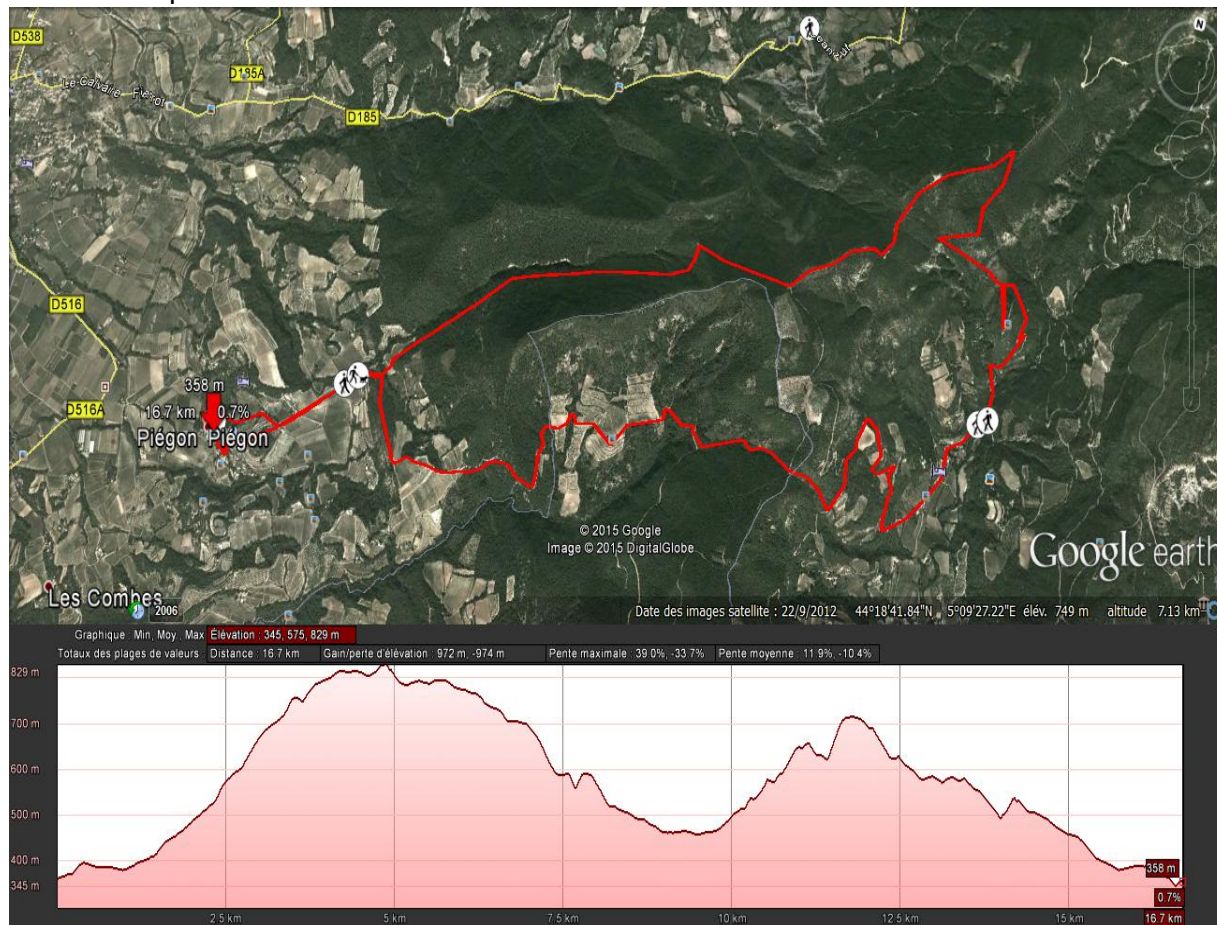 D538
D185A
Le Calvaire Piérot
D185
N
D516
358 m
D516A
16.7 km 0.7%
Piégon Piégon
© 2015 Google
Image © 2015 DigitalGlobe
Google earth
Les Combes
2006
Date des images satellite : 22/9/2012 44°18'41.84"N 5°09'27.22"E élév. 749 m altitude 7.13 km
Graphique : Min, Moy , Max Élévation : 345, 575, 829 m
Totaux des plages de valeurs : Distance : 16.7 km Gain/perte d'élévation : 972 m, -974 m Pente maximale : 39.0%, -33.7% Pente moyenne : 11.9%, -10.4%
829 m
700 m
600 m
500 m
400 m
358 m
345 m
0.7%
2.5 km 5 km 7.5 km 10 km 12.5 km 15 km 16.7 km